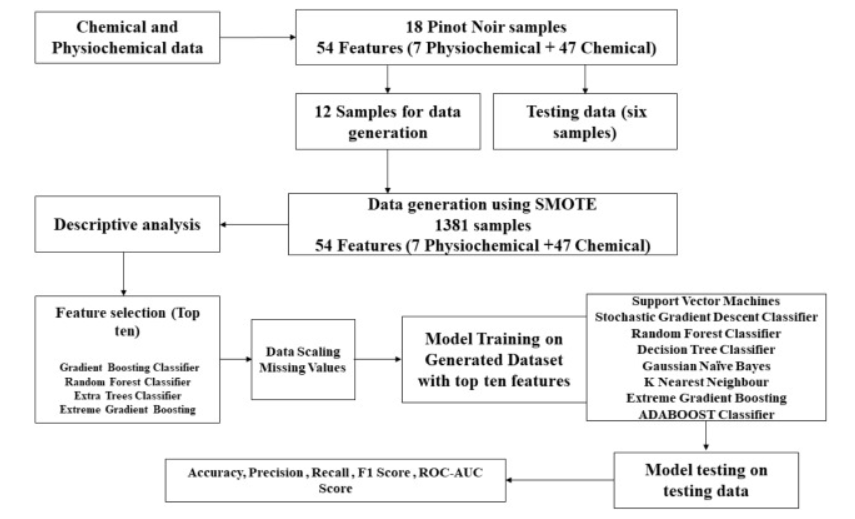 Chemical and
Physiochemical data
18 Pinot Noir samples
54 Features (7 Physiochemical + 47 Chemical)
12 Samples for data
generation
Testing data (six
samples)
Data generation using SMOTE
1381 samples
54 Features (7 Physiochemical +47 Chemical)
Descriptive analysis
Feature selection (Top
ten)
Gradient Boosting Classifier
Random Forest Classifier
Extra Trees Classifier
Extreme Gradient Boosting
Data Scaling
Missing Values
Model Training on
Generated Dataset
with top ten features
Support Vector Machines
Stochastic Gradient Descent Classifier
Random Forest Classifier
Decision Tree Classifier
Gaussian Naïve Bayes
K Nearest Neighbour
Extreme Gradient Boosting
ADABOOST Classifier
Model testing on
testing data
Accuracy, Precision , Recall , F1 Score , ROC-AUC
Score